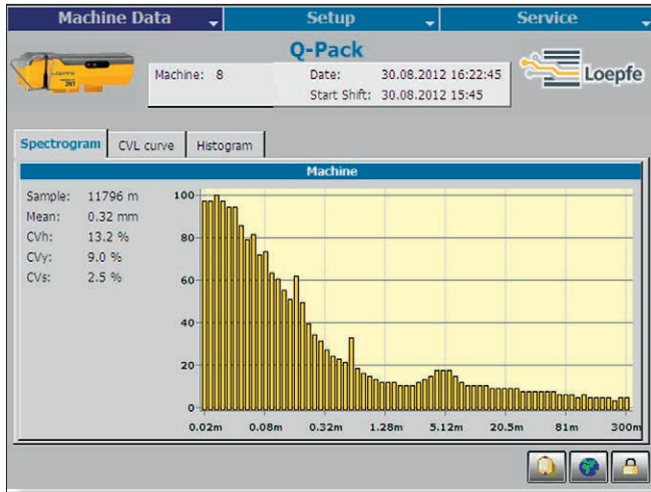 Machine Data Setup Service
Q-Pack
Machine: 8
Date: 30.08.2012 16:22:45
Start Shift: 30.08.2012 15:45
Loepfe
Spectrogram CVL curve Histogram
Machine
Sample: 11796 m
Mean: 0.32 mm
CVh: 13.2 %
CVy: 9.0 %
CVs: 2.5 %
100
80
60
40
20
0
0.02m 0.08m 0.32m 1.28m 5.12m 20.5m 81m 300m